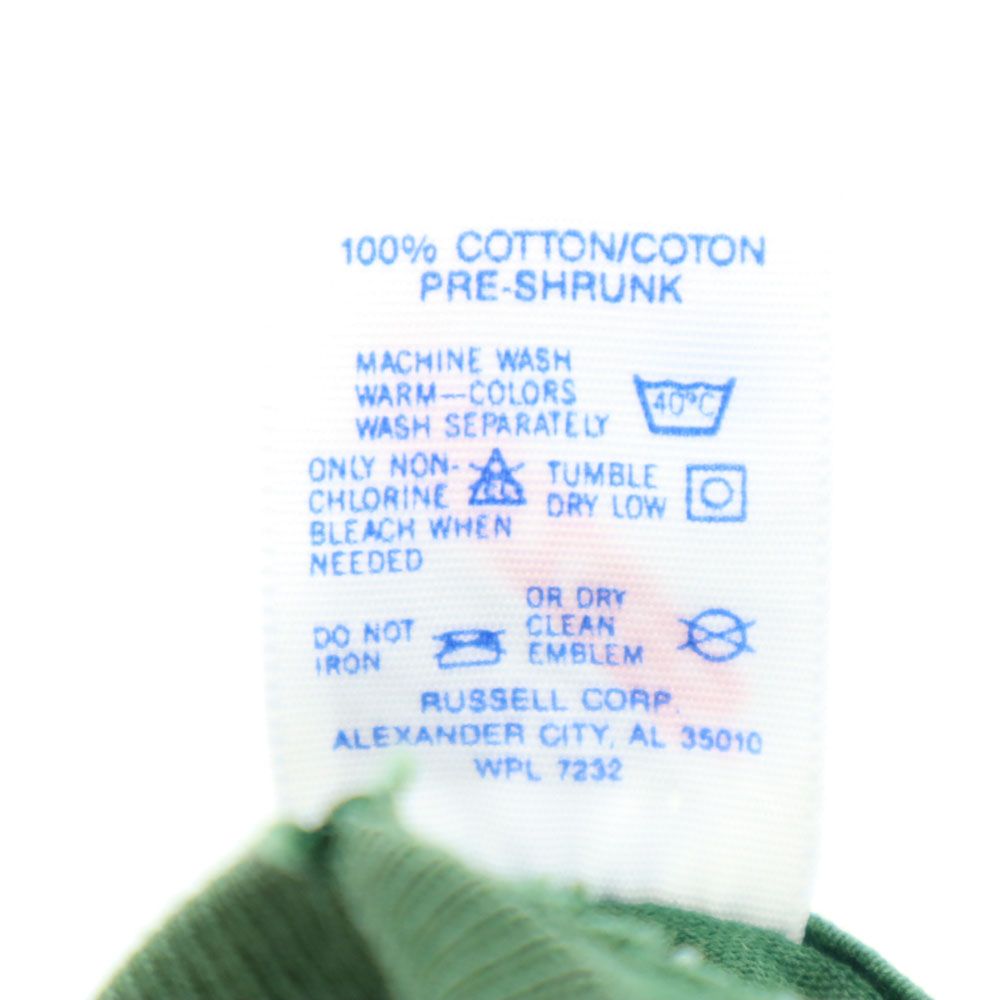 100% COTTON/COTON
PRE-SHRUNK
MACHINE WASH
WARM—COLORS
WASH SEPARATELY
40°C
ONLY NON-
CHLORINE
BLEACH WHEN
NEEDED
CL
TUMBLE
DRY LOW
DO NOT
IRON
OR DRY
CLEAN
EMBLEM
RUSSELL CORP.
ALEXANDER CITY, AL 35010
WPL 7232